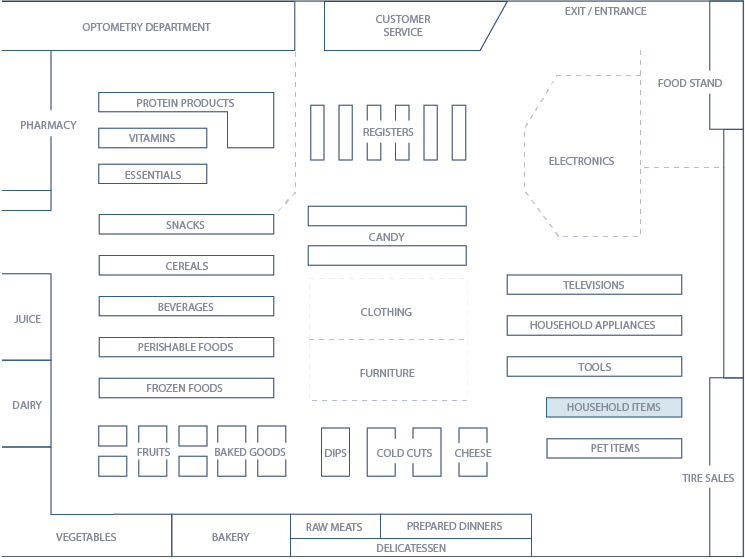 OPTOMETRY DEPARTMENT
CUSTOMER
SERVICE
EXIT / ENTRANCE
FOOD STAND
PHARMACY
PROTEIN PRODUCTS
VITAMINS
ESSENTIALS
REGISTERS
ELECTRONICS
SNACKS
CANDY
CEREALS
TELEVISIONS
BEVERAGES
CLOTHING
JUICE
HOUSEHOLD APPLIANCES
PERISHABLE FOODS
FURNITURE
TOOLS
FROZEN FOODS
DAIRY
HOUSEHOLD ITEMS
PET ITEMS
FRUITS
BAKED GOODS
DIPS
COLD CUTS
CHEESE
TIRE SALES
VEGETABLES
BAKERY
RAW MEATS
PREPARED DINNERS
DELICATESSEN